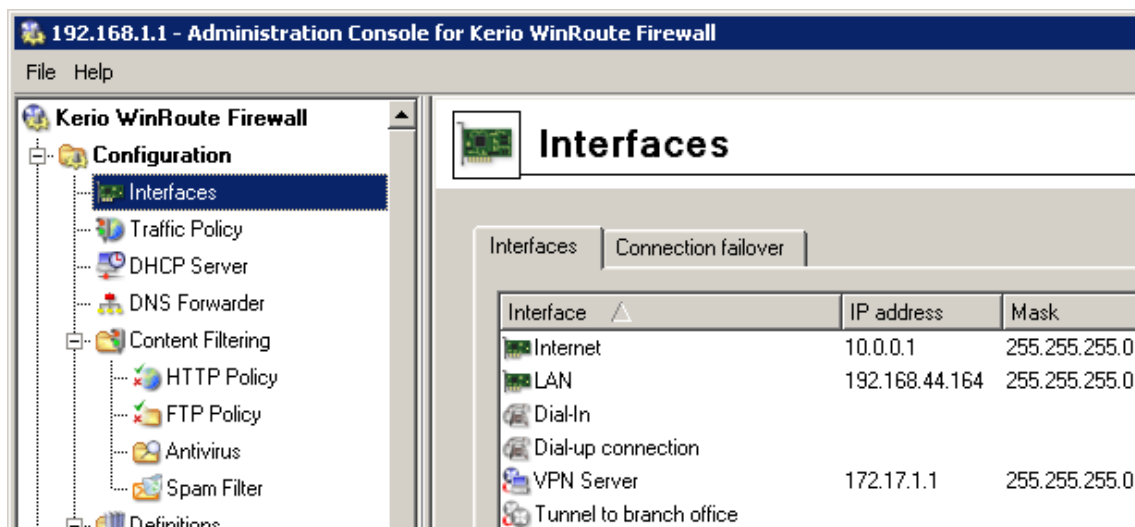 192.168.1.1 - Administration Console for Kerio WinRoute Firewall
File Help
Kerio WinRoute Firewall
Configuration
Interfaces
Traffic Policy
DHCP Server
DNS Forwarder
Content Filtering
HTTP Policy
FTP Policy
Antivirus
Spam Filter
Definitions
Interfaces
Interfaces Connection failover
Interface IP address Mask
Internet 10.0.0.1 255.255.255.0
LAN 192.168.44.164 255.255.255.0
Dial-In
Dial-up connection
VPN Server 172.17.1.1 255.255.255.0
Tunnel to branch office